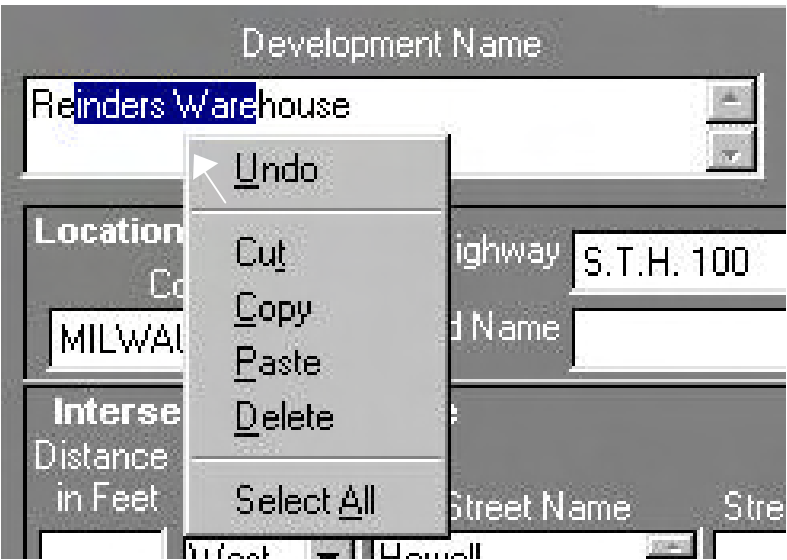 Development Name
Reinders Warehouse
Undo
Location
ighway S.T.H. 100
Cut
Co
Copy
MILWAU
d Name
Paste
Interse
Delete
Distance
in Feet
Select All
Street Name
Stre
West
Howell